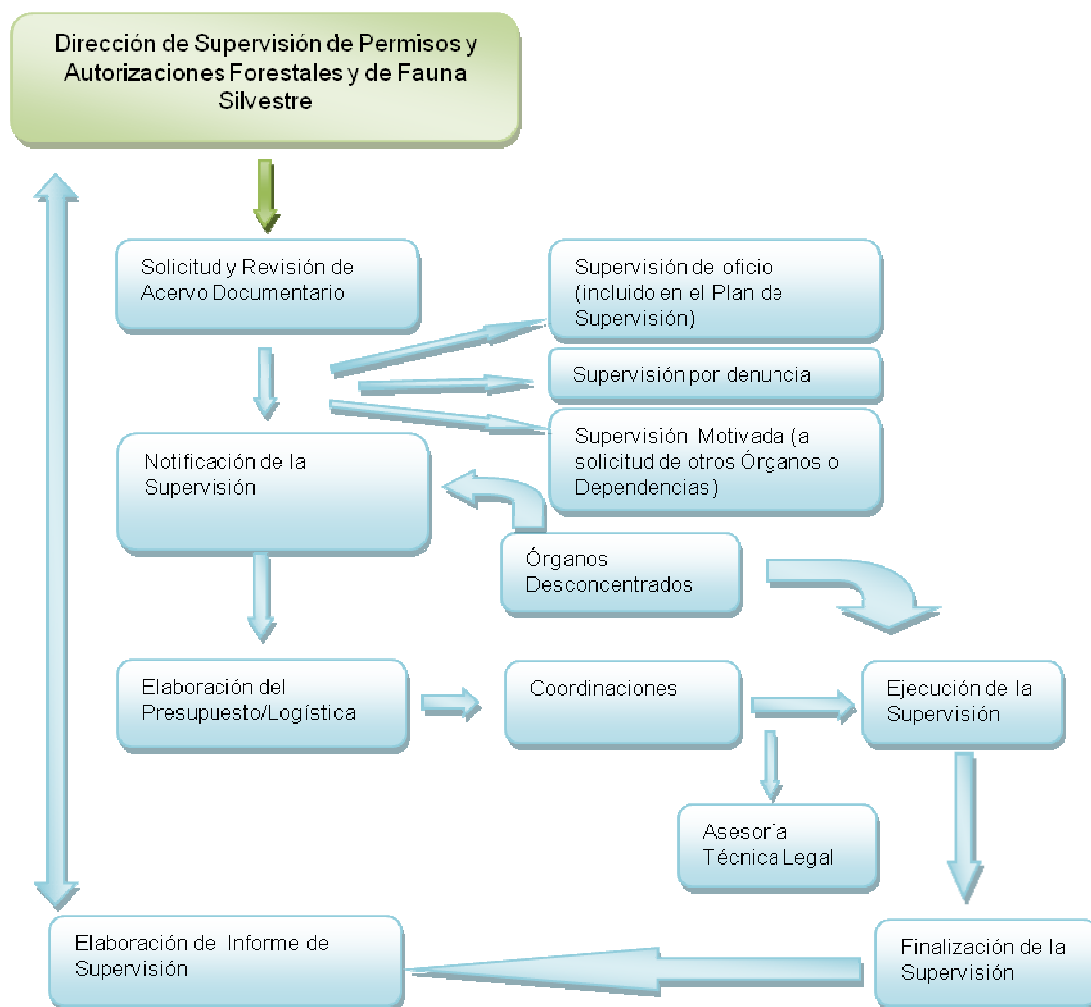 Dirección de Supervisión de Permisos y
Autorizaciones Forestales y de Fauna
Silvestre
Solicitud y Revisión de
Acervo Documentario
Supervisión de oficio
(incluido en el Plan de
Supervisión)
Supervisión por denuncia
Supervisión Motivada (a
solicitud de otros Órganos o
Dependencias)
Notificación de la
Supervisión
Órganos
Desconcentrados
Elaboración del
Presupuesto/Logística
Coordinaciones
Ejecución de la
Supervisión
Asesoría
Técnica Legal
Elaboración de Informe de
Supervisión
Finalización de la
Supervisión